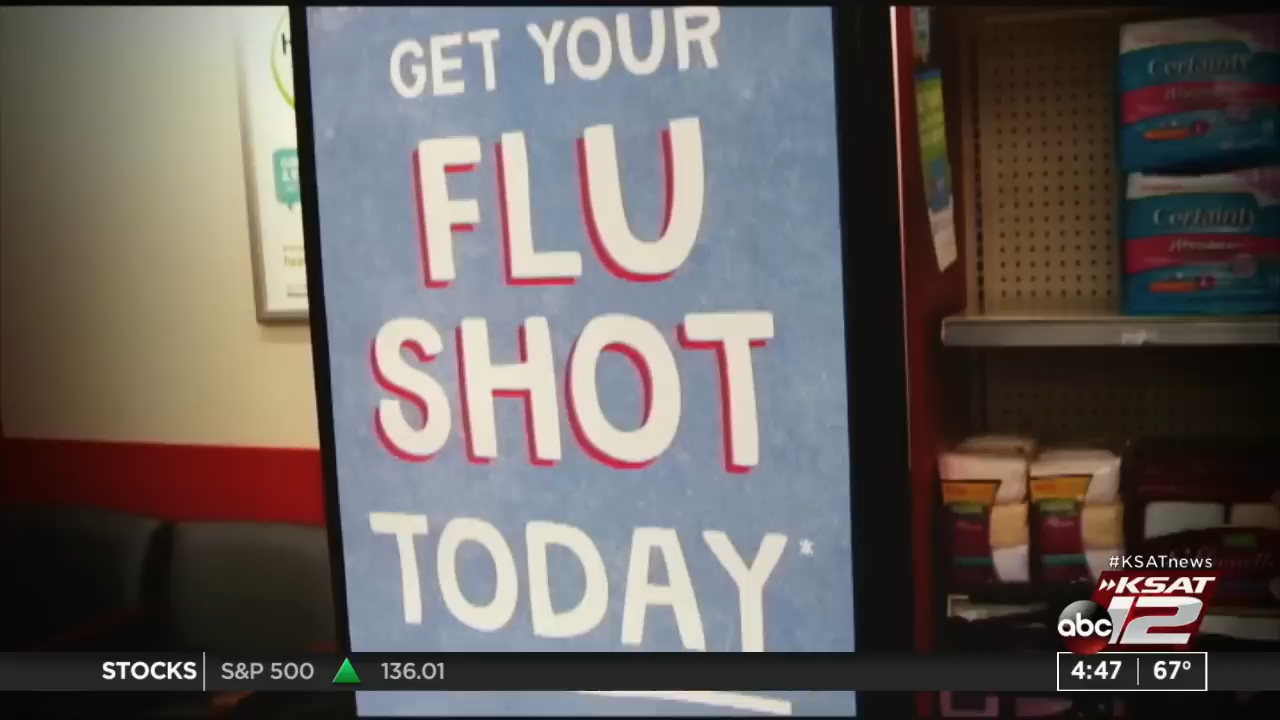 GET YOUR
FLU
SHOT
TODAY*
Certainty
Certainty
#KSATnews
KSAT
abc 12
STOCKS S&P 500 ▲ 136.01
4:47 67°